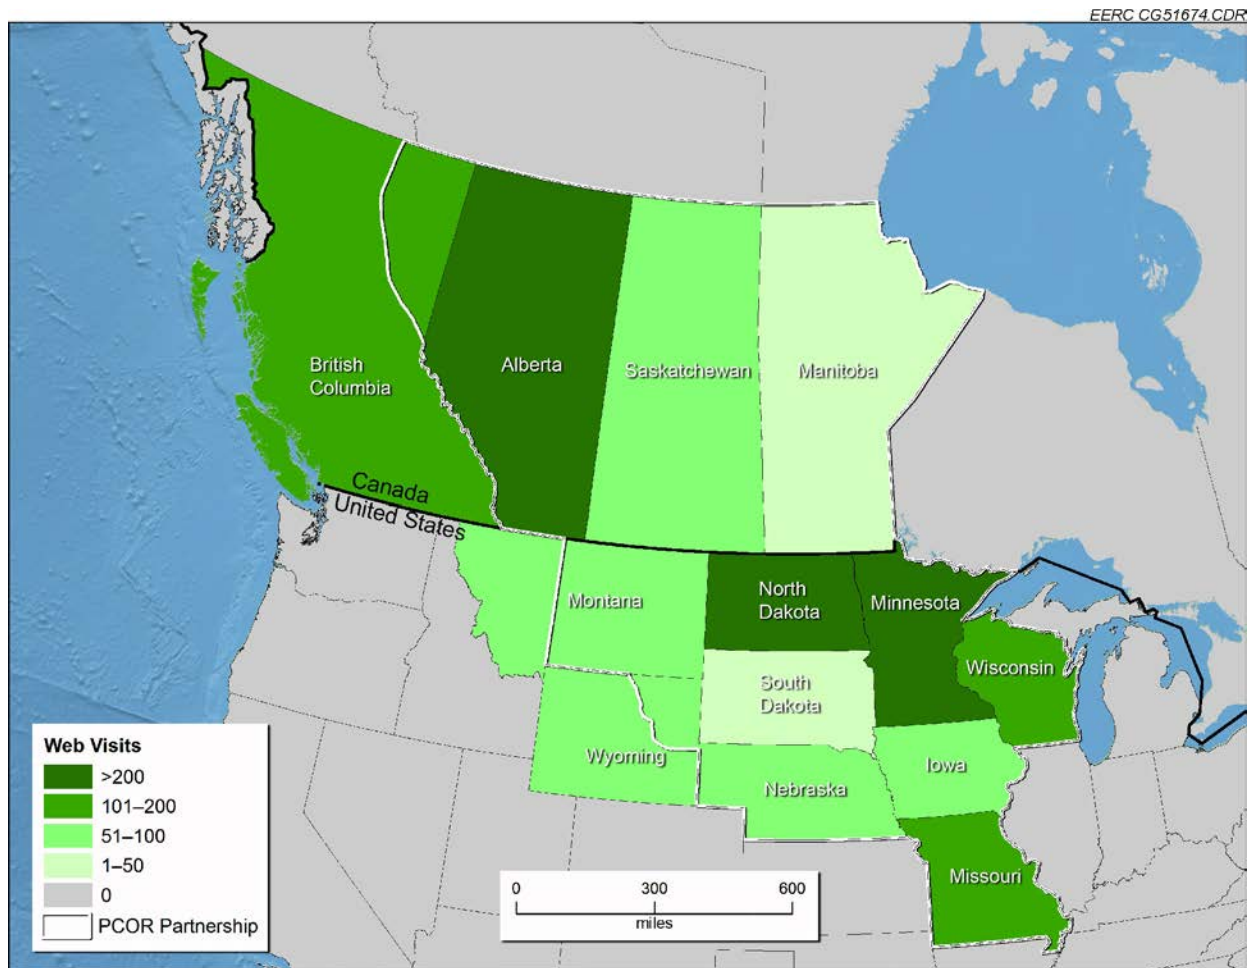 EERC CG51674.CDR
British
Columbia
Alberta
Saskatchewan
Manitoba
Canada
United States
Montana
North
Dakota
Minnesota
Wisconsin
South
Dakota
Wyoming
Nebraska
Iowa
Missouri
Web Visits
>200
101–200
51–100
1–50
0
PCOR Partnership
0 300 600
miles